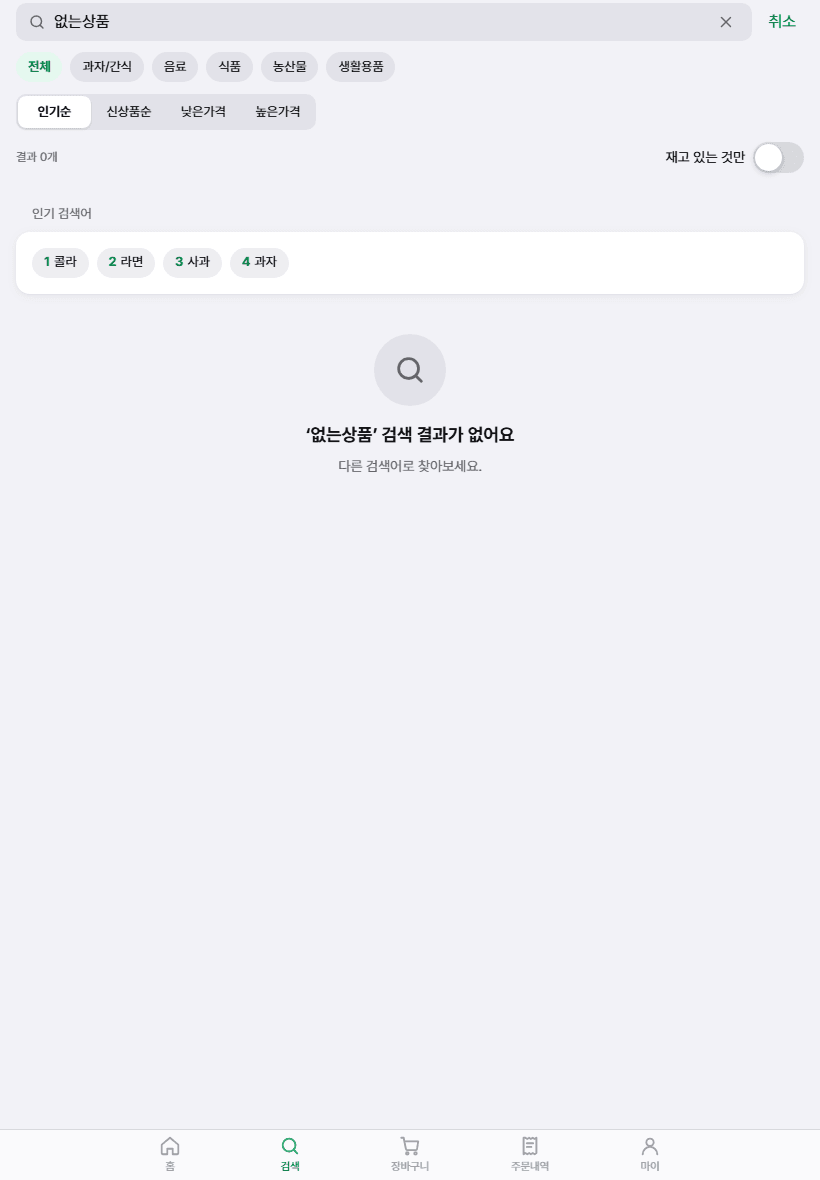 없는상품 취소
전체 과자/간식 음료 식품 농산물 생활용품
인기순 신상품순 낮은가격 높은가격
결과 0개 재고 있는 것만
인기 검색어
1 콜라 2 라면 3 사과 4 과자
‘없는상품’ 검색 결과가 없어요
다른 검색어로 찾아보세요.
홈 검색 장바구니 주문내역 마이